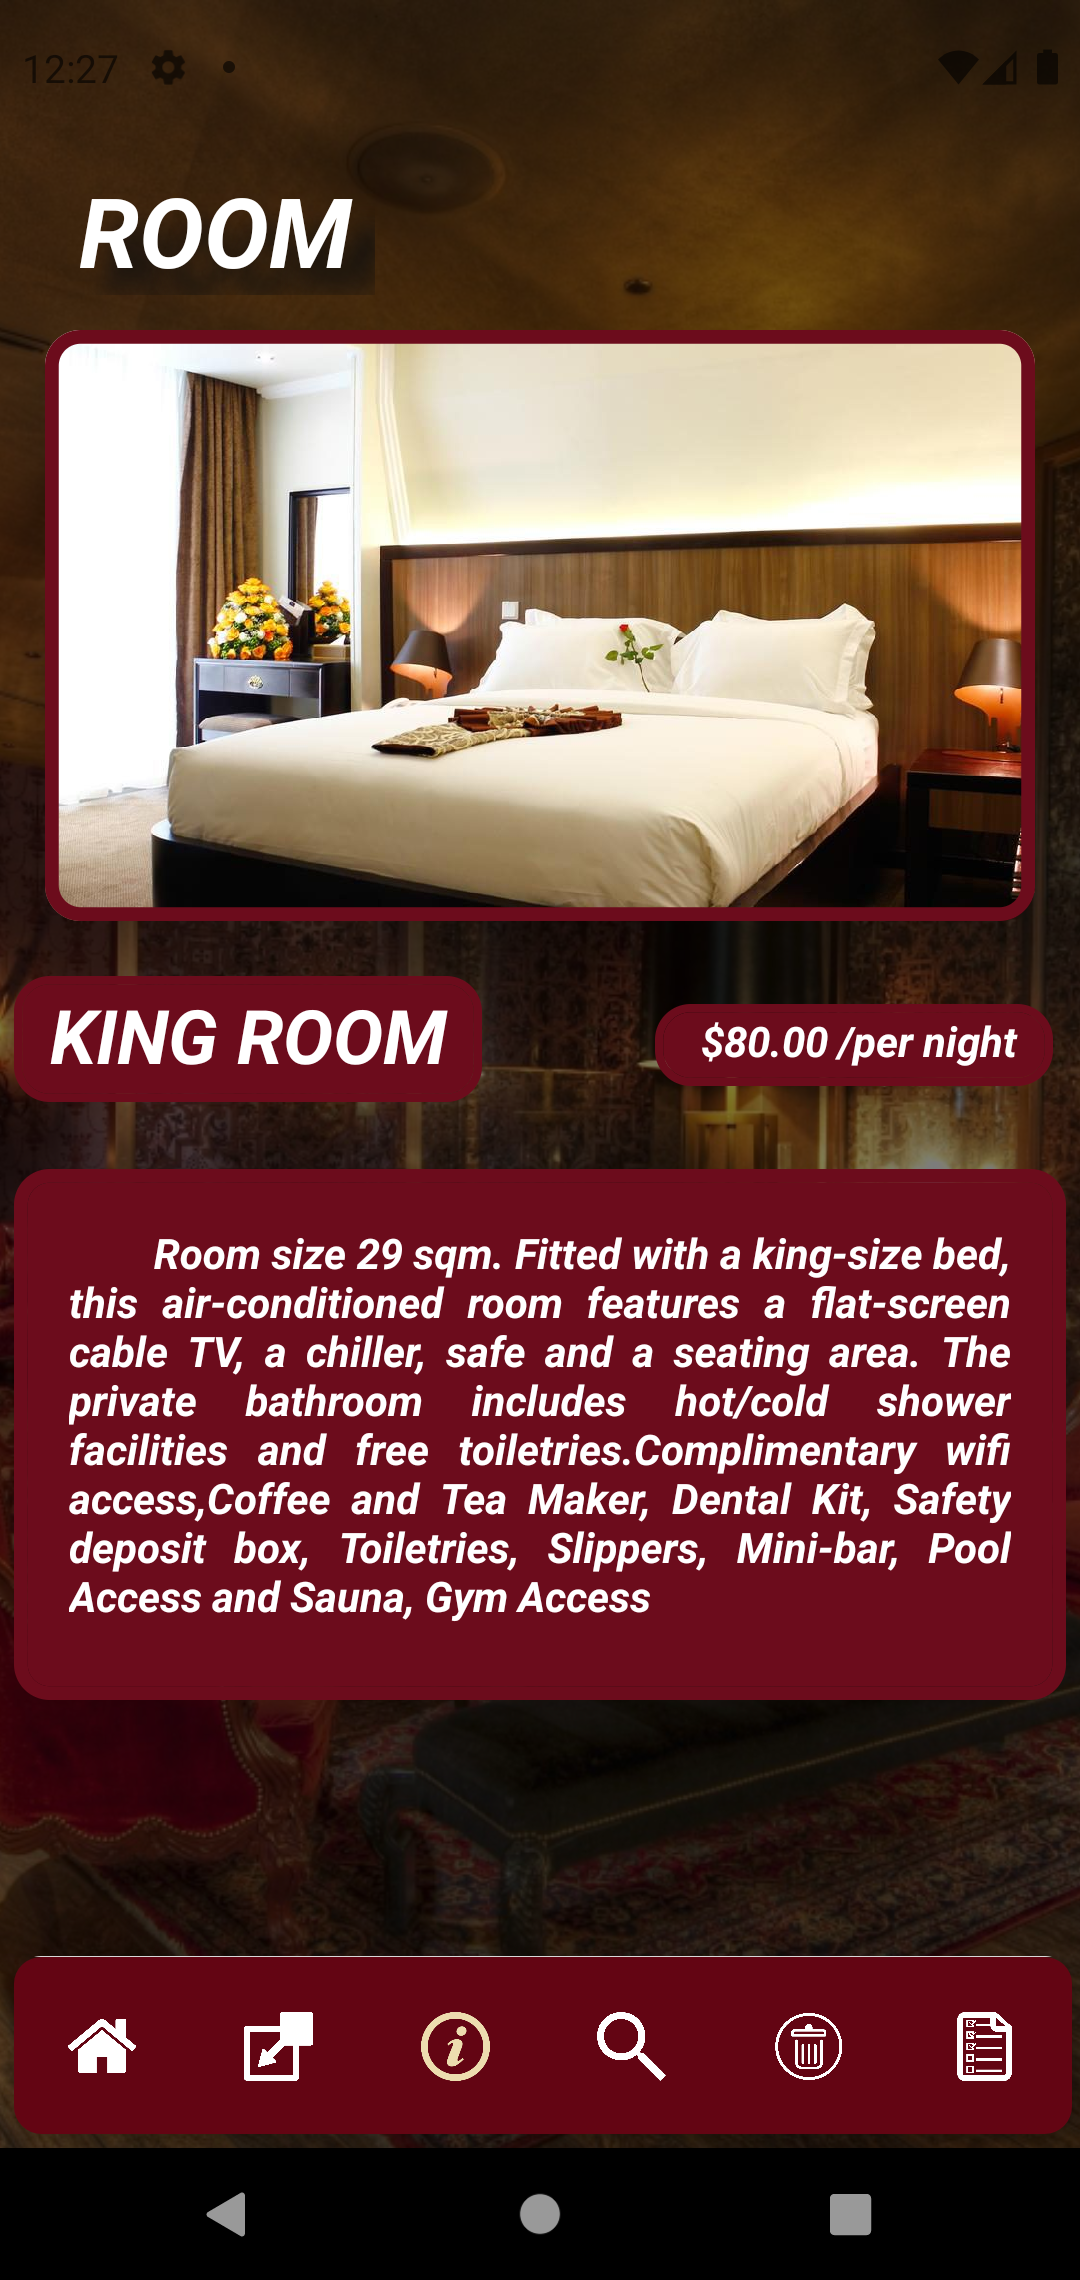 12:27
ROOM
KING ROOM
$80.00 /per night
Room size 29 sqm. Fitted with a king-size bed,
this air-conditioned room features a flat-screen
cable TV, a chiller, safe and a seating area. The
private bathroom includes hot/cold shower
facilities and free toiletries.Complimentary wifi
access,Coffee and Tea Maker, Dental Kit, Safety
deposit box, Toiletries, Slippers, Mini-bar, Pool
Access and Sauna, Gym Access